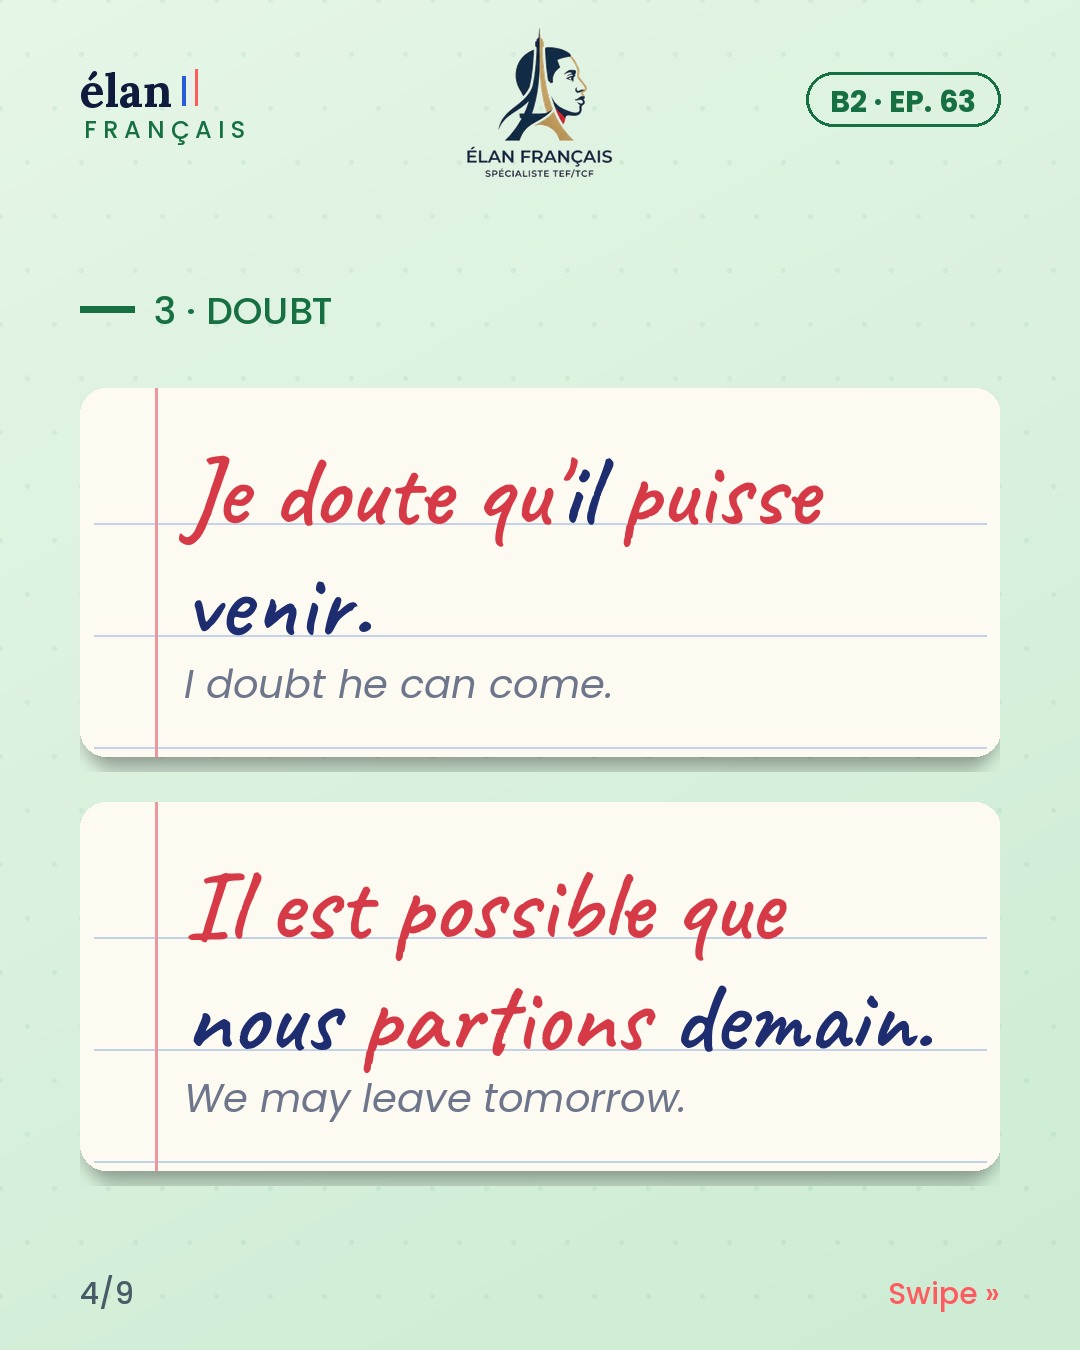 élan
FRANÇAIS
ÉLAN FRANÇAIS
SPÉCIALISTE TEF/TCF
B2 · EP. 63
3 · DOUBT
Je doute qu'il puisse
venir.
I doubt he can come.
Il est possible que
nous partions demain.
We may leave tomorrow.
4/9
Swipe »